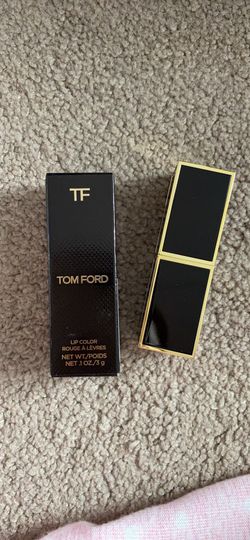 TF
TOM FORD
LIP COLOR
ROUGE À LÈVRES
NET WT./POIDS
NET .1 OZ./3 g